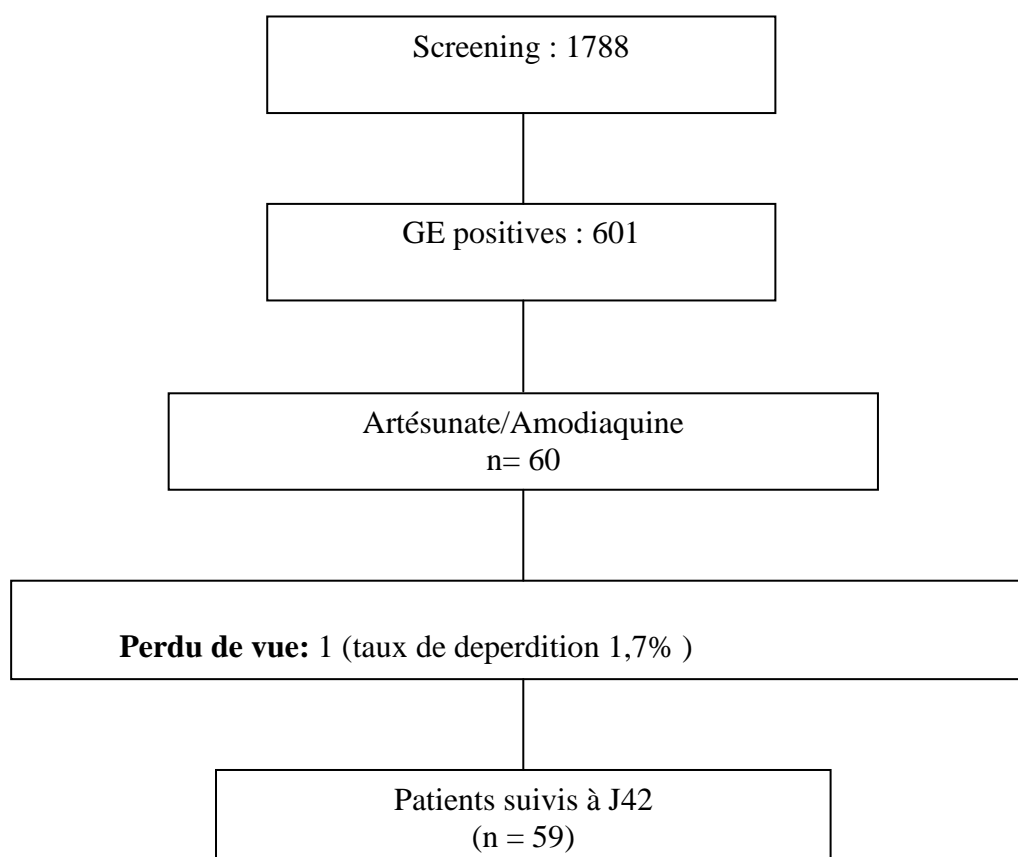 Screening : 1788
GE positives : 601
Artésunate/Amodiaquine
n= 60
Perdu de vue: 1 (taux de deperdition 1,7% )
Patients suivis à J42
(n = 59)